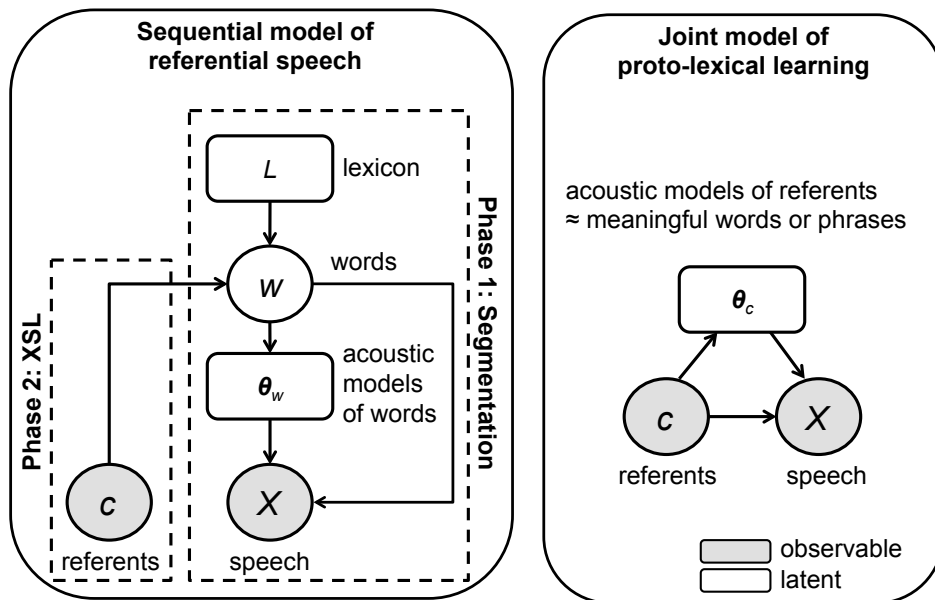 Sequential model of
referential speech
L
lexicon
words
w
Phase 1: Segmentation
Phase 2: XSL
acoustic
models
of words
θw
c
X
referents
speech
Joint model of
proto-lexical learning
acoustic models of referents
≈ meaningful words or phrases
θc
c
X
referents
speech
observable
latent